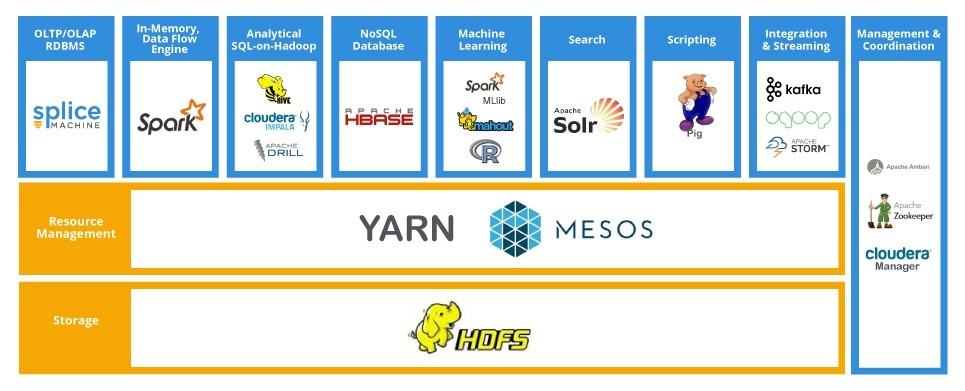 OLTP/OLAP
RDBMS
In-Memory,
Data Flow
Engine
Analytical
SQL-on-Hadoop
NoSQL
Database
Machine
Learning
Search
Scripting
Integration
& Streaming
Management &
Coordination
splice
MACHINE
Spark
HIVE
cloudera
IMPALA
APACHE
DRILL
APACHE
HBASE
Spark
MLlib
mahout
R
Apache
Solr
Pig
kafka
sqoop
APACHE
STORM™
Apache Ambari
Apache
Zookeeper
cloudera
Manager
Resource
Management
YARN
MESOS
Storage
HDFS